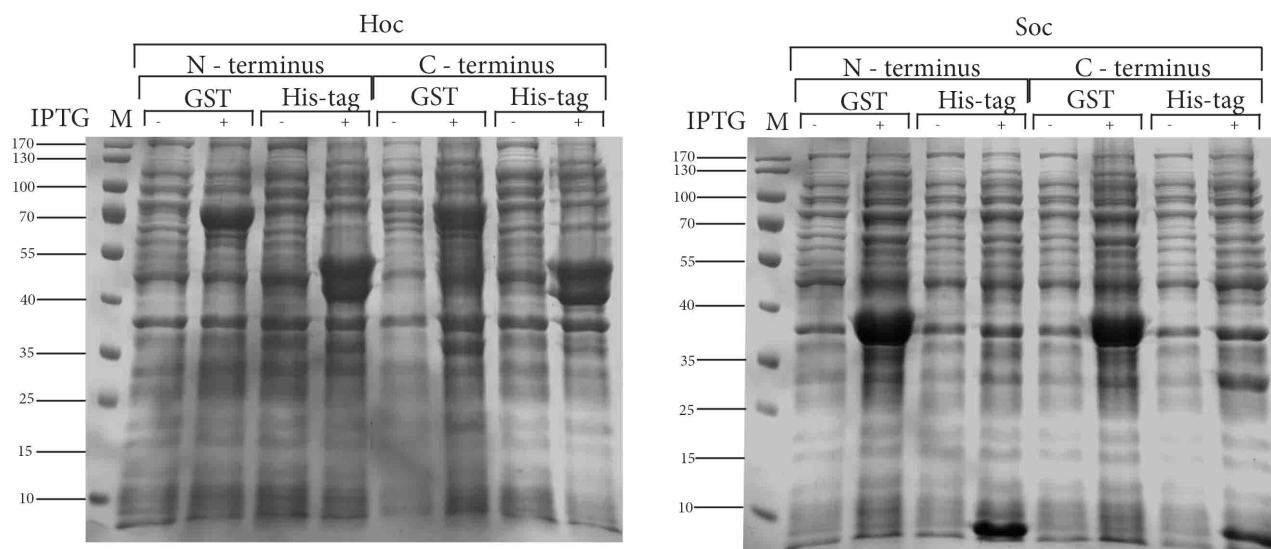 Hoc
N - terminus C - terminus
GST His-tag GST His-tag
IPTG M - + - + - + - +
170
130
100
70
55
40
35
25
15
10
Soc
N - terminus C - terminus
GST His-tag GST His-tag
IPTG M - + - + - + - +
170
130
100
70
55
40
35
25
15
10